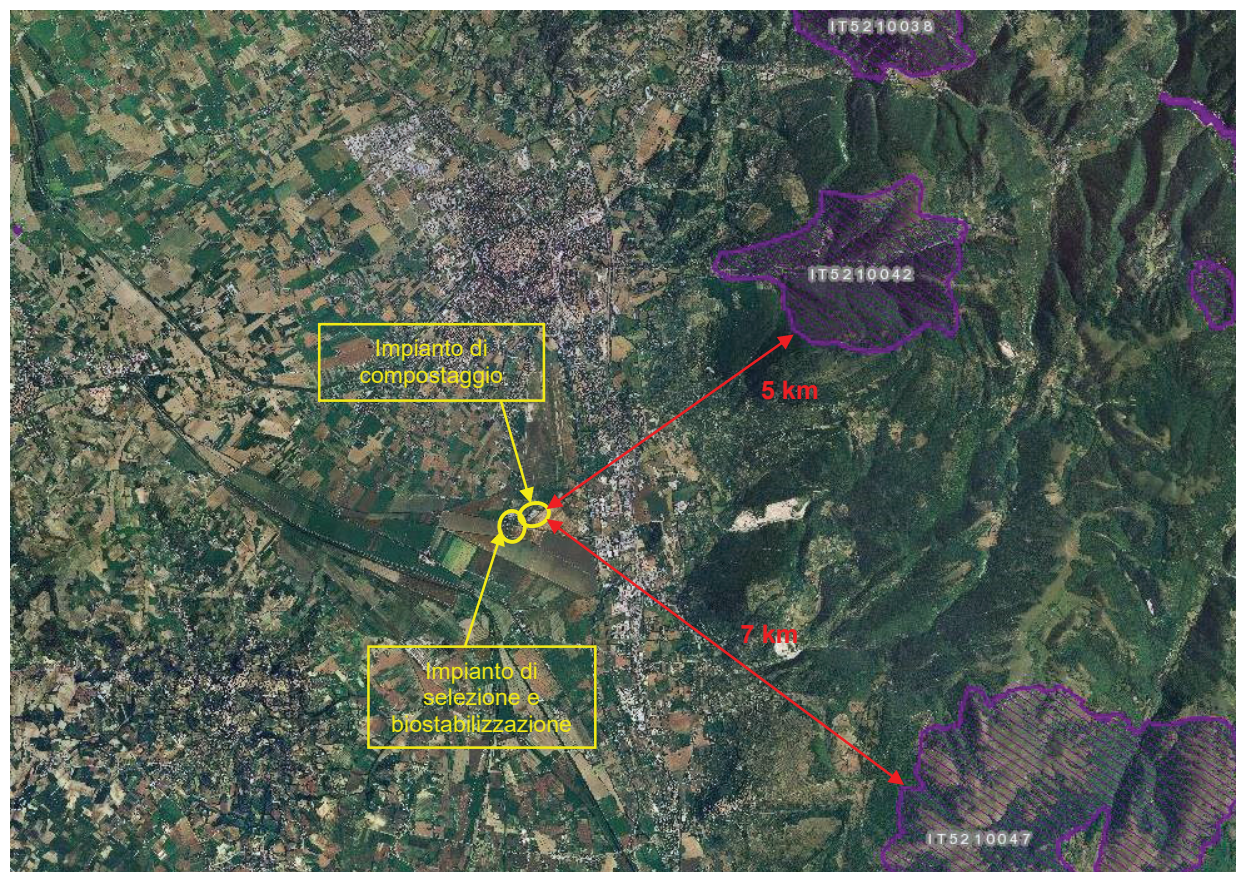 IT5210038
IT5210042
Impianto di
compostaggio
5 km
7 km
Impianto di
selezione e
biostabilizzazione
IT5210047